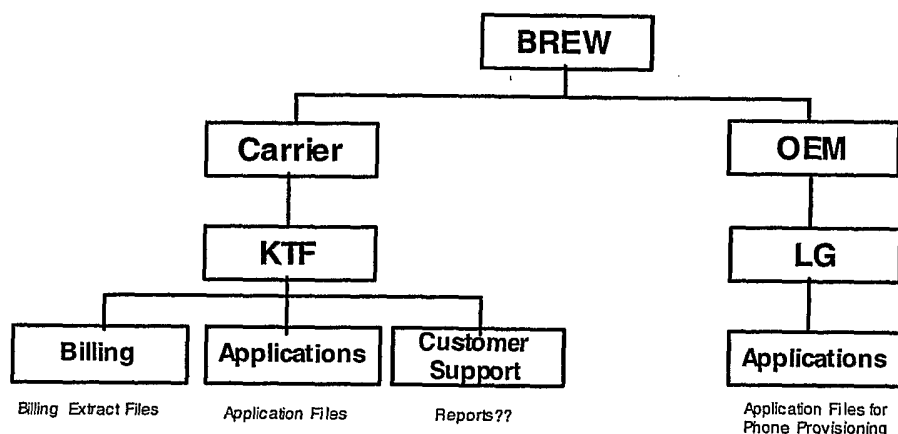 BREW
Carrier
OEM
KTF
LG
Billing
Applications
Customer
Support
Applications
Billing Extract Files
Application Files
Reports??
Application Files for
Phone Provisioning